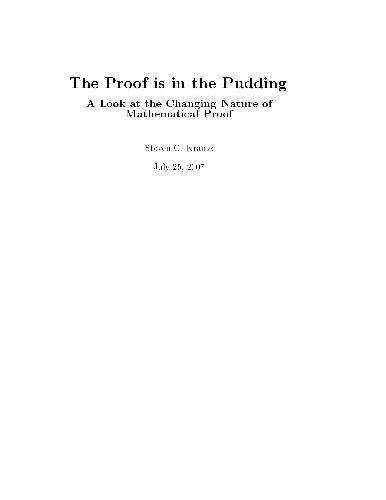 The Proof is in the Pudding
A Look at the Changing Nature of
Mathematical Proof
Steven G. Krantz
July 25, 2007